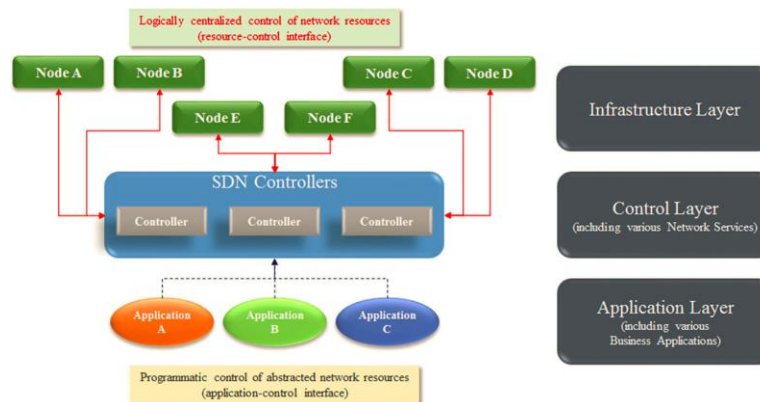 Logically centralized control of network resources
(resource-control interface)
Node A
Node B
Node C
Node D
Node E
Node F
Infrastructure Layer
SDN Controllers
Controller
Controller
Controller
Control Layer
(including various Network Services)
Application
A
Application
B
Application
C
Application Layer
(including various
Business Applications)
Programmatic control of abstracted network resources
(application-control interface)